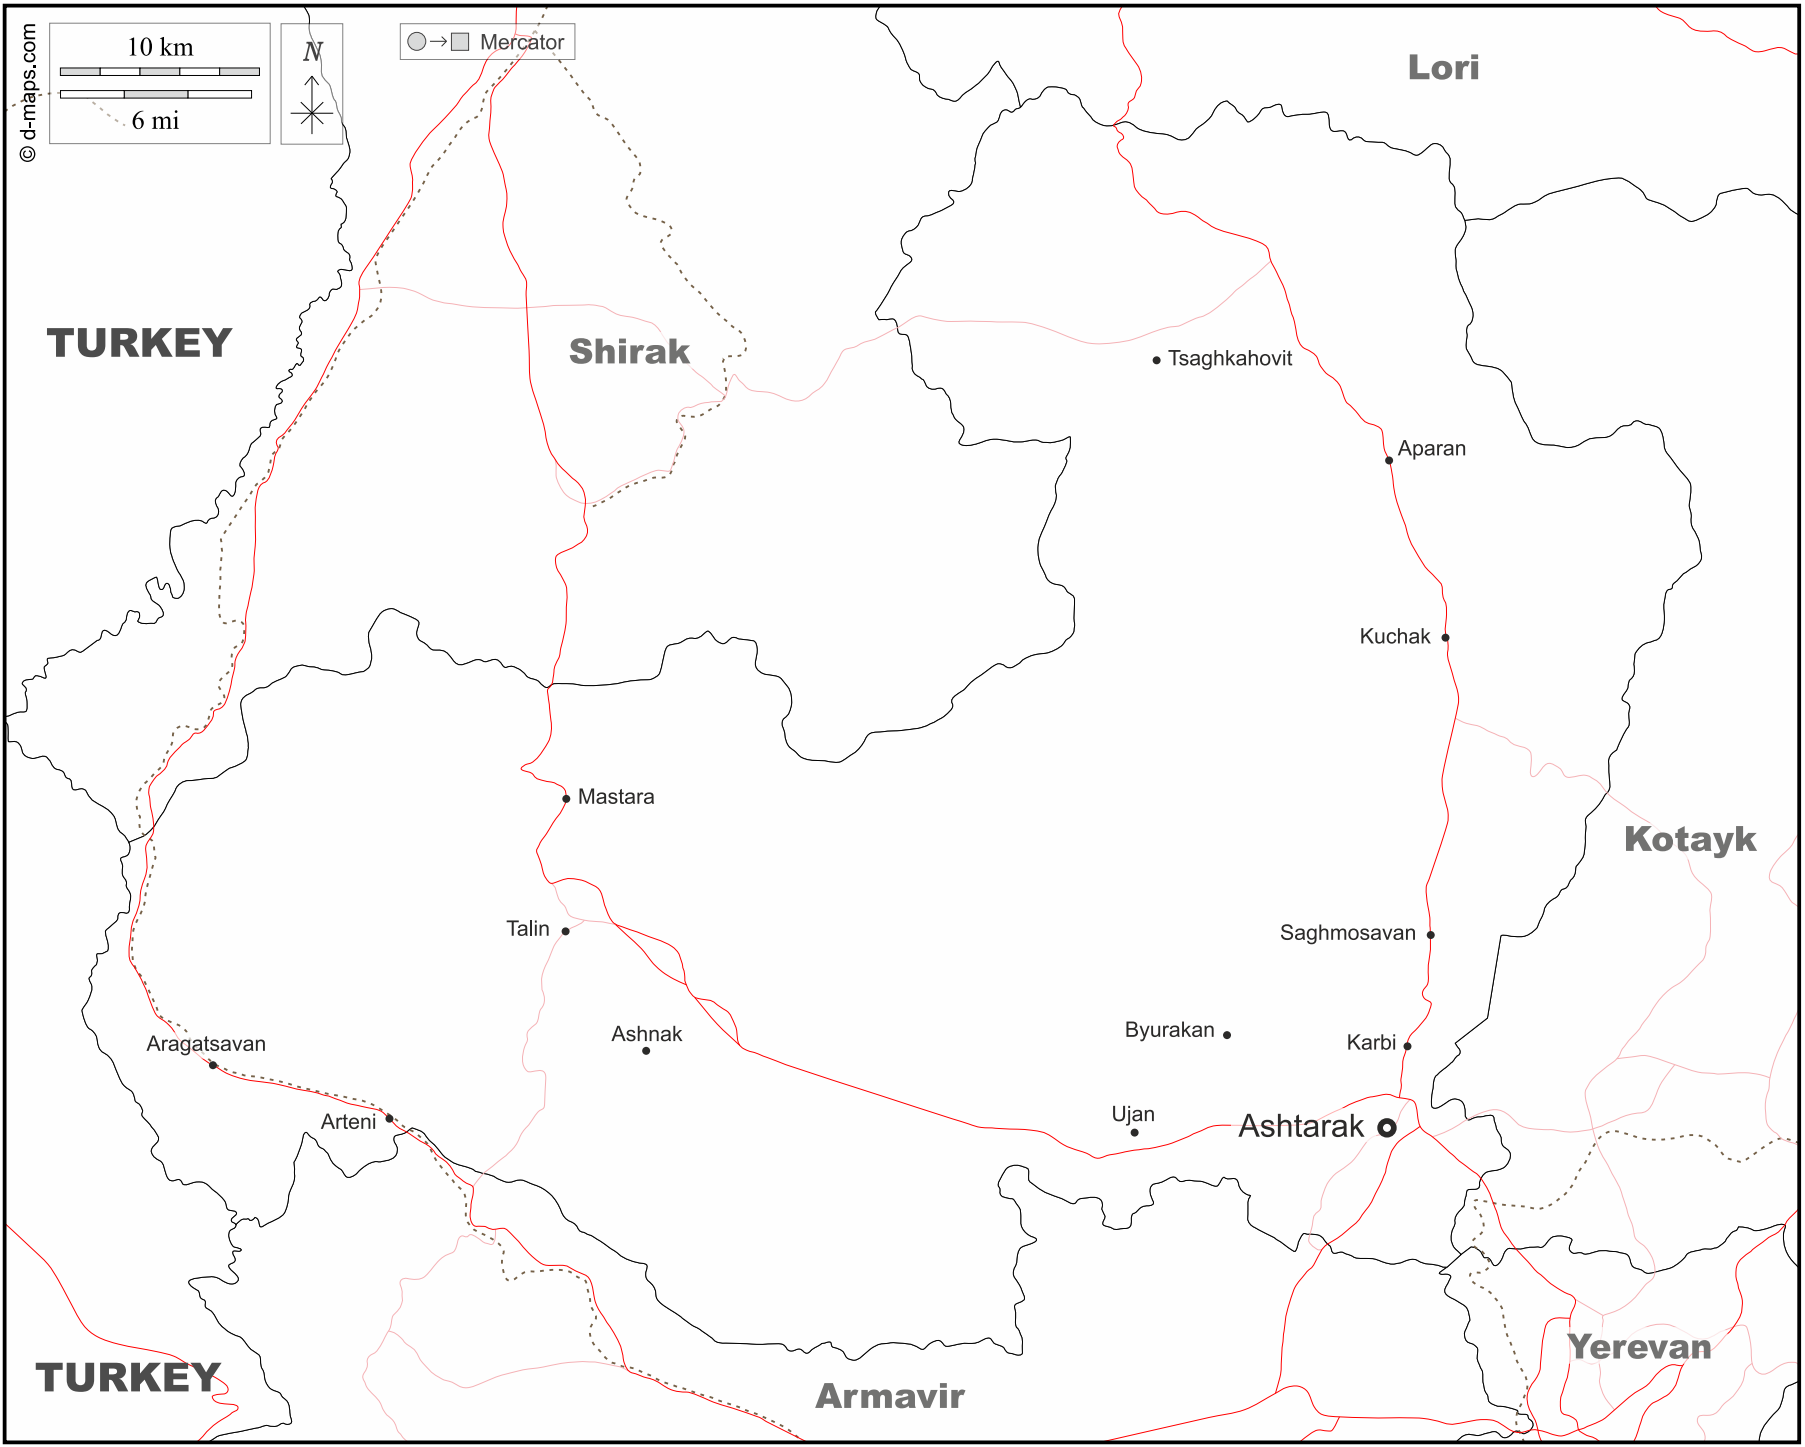 © d-maps.com
10 km
6 mi
N
Mercator
Lori
TURKEY
Shirak
Tsaghkahovit
Aparan
Kuchak
Mastara
Kotayk
Talin
Saghmosavan
Ashnak
Byurakan
Karbi
Aragatsavan
Arteni
Ujan
Ashtarak
Yerevan
TURKEY
Armavir